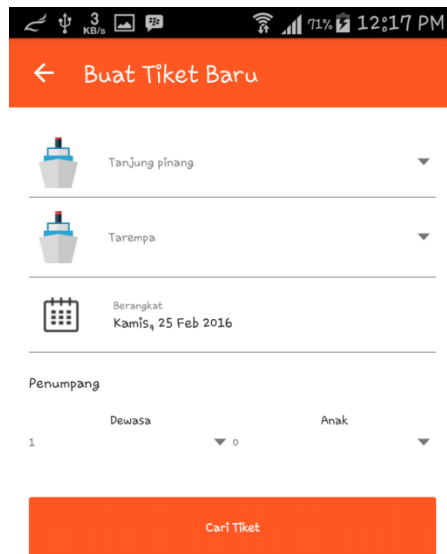 3 KB/s 71% 12:17 PM
Buat Tiket Baru
Tanjung pinang
Tarempa
Berangkat
Kamis, 25 Feb 2016
Penumpang
Dewasa Anak
1 0
Cari Tiket